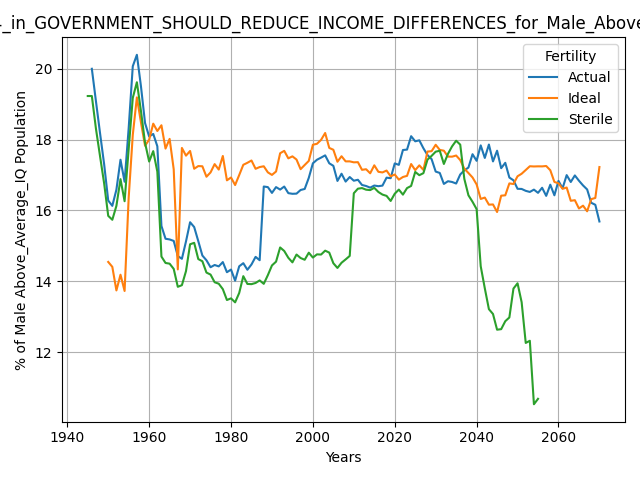 _in_GOVERNMENT_SHOULD_REDUCE_INCOME_DIFFERENCES_for_Male_Above
% of Male Above_Average_IQ Population
20
18
16
14
12
Fertility
Actual
Ideal
Sterile
1940 1960 1980 2000 2020 2040 2060
Years